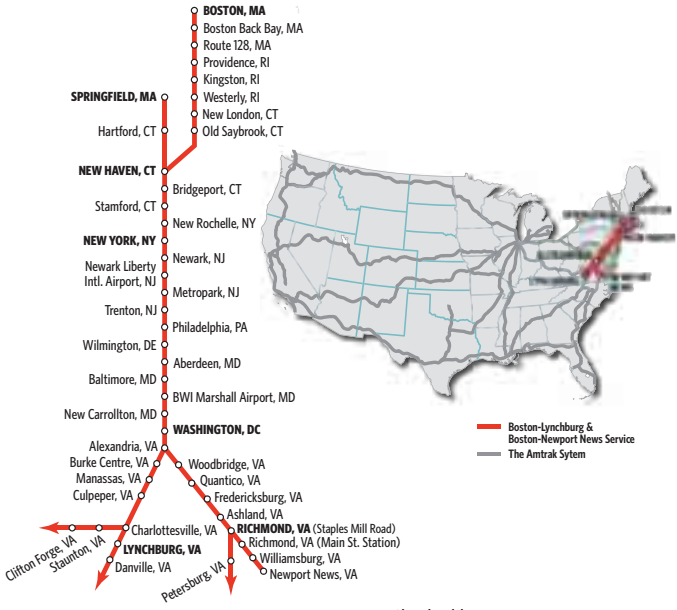 BOSTON, MA
Boston Back Bay, MA
Route 128, MA
Providence, RI
Kingston, RI
SPRINGFIELD, MA
Westerly, RI
New London, CT
Hartford, CT
Old Saybrook, CT
NEW HAVEN, CT
Bridgeport, CT
Stamford, CT
New Rochelle, NY
NEW YORK, NY
Newark, NJ
Newark Liberty
Intl. Airport, NJ
Metropark, NJ
Trenton, NJ
Philadelphia, PA
Wilmington, DE
Aberdeen, MD
Baltimore, MD
BWI Marshall Airport, MD
New Carrollton, MD
WASHINGTON, DC
Alexandria, VA
Burke Centre, VA
Woodbridge, VA
Manassas, VA
Quantico, VA
Culpeper, VA
Fredericksburg, VA
Ashland, VA
Charlottesville, VA
RICHMOND, VA (Staples Mill Road)
Clifton Forge, VA
Staunton, VA
LYNCHBURG, VA
Richmond, VA (Main St. Station)
Danville, VA
Williamsburg, VA
Petersburg, VA
Newport News, VA
Boston-Lynchburg &
Boston-Newport News Service
The Amtrak Sytem